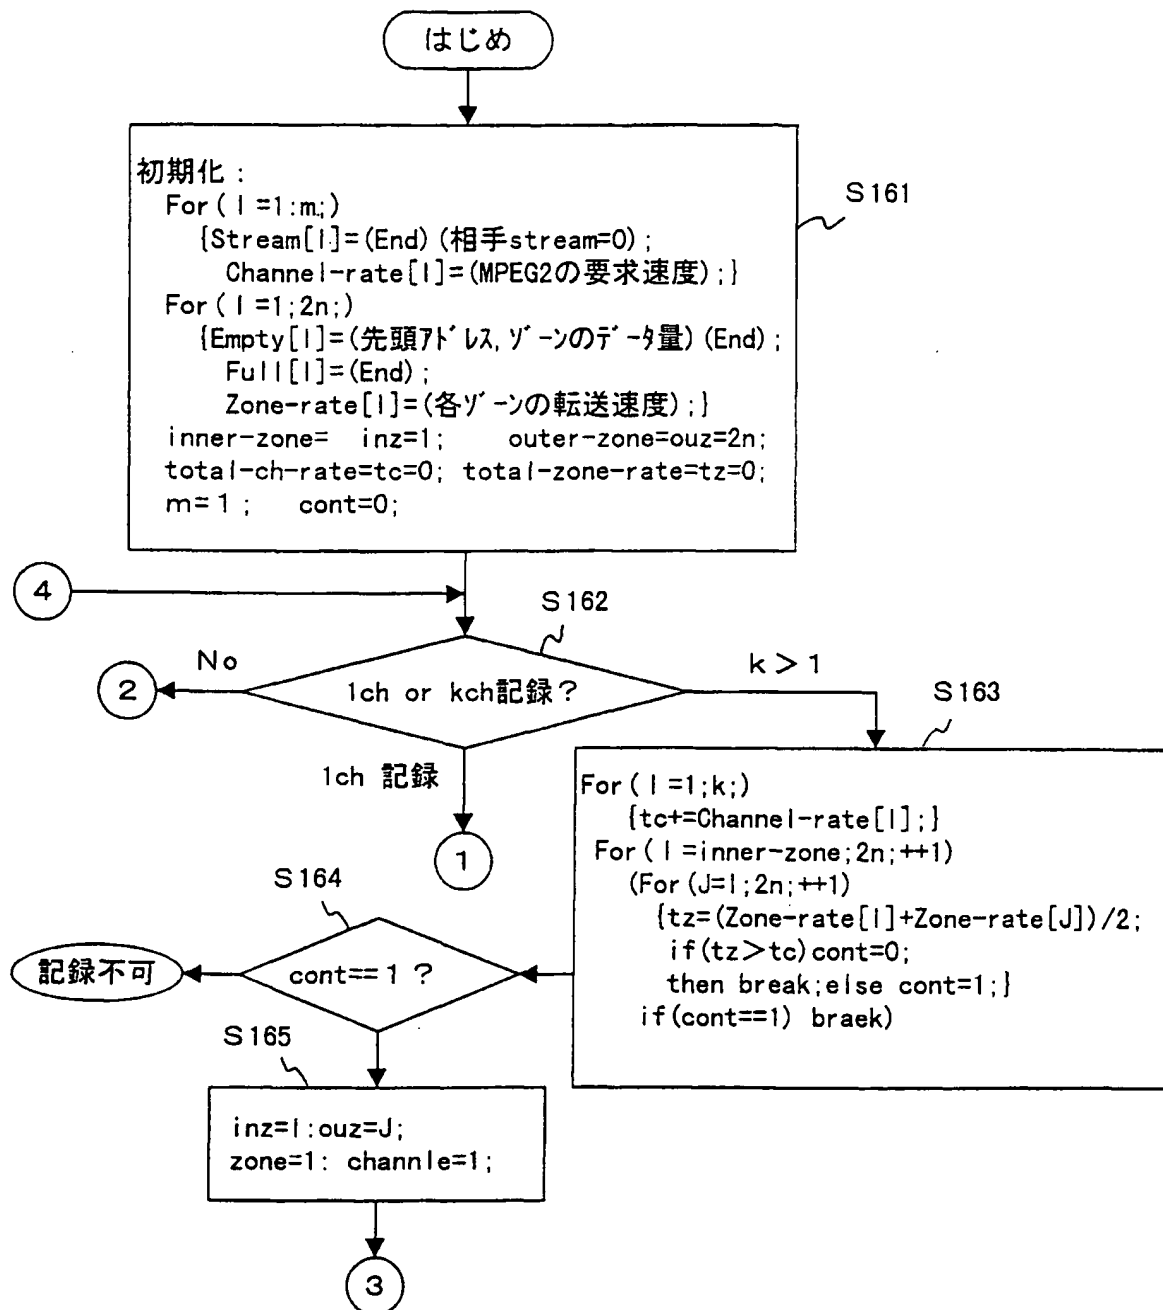 はじめ
初期化:
For(I=1:m;)
{Stream[I]=(End)(相手stream=0);
Channel-rate[I]=(MPEG2の要求速度);}
For(I=1;2n;)
{Empty[I]=(先頭アドレス,ゾーンのデータ量)(End);
Full[I]=(End);
Zone-rate[I]=(各ゾーンの転送速度);}
inner-zone= inz=1; outer-zone=ouz=2n;
total-ch-rate=tc=0; total-zone-rate=tz=0;
m=1; cont=0;
S161
4
S162
No
2
1ch or kch記録?
k>1
S163
1ch 記録
1
For(I=1;k;)
{tc+=Channel-rate[I];}
For(I=inner-zone;2n;++1)
(For(J=I;2n;++1)
{tz=(Zone-rate[I]+Zone-rate[J])/2;
if(tz>tc)cont=0;
then break;else cont=1;}
if(cont==1) braek)
S164
記録不可
cont==1?
S165
inz=I:ouz=J;
zone=1: channle=1;
3